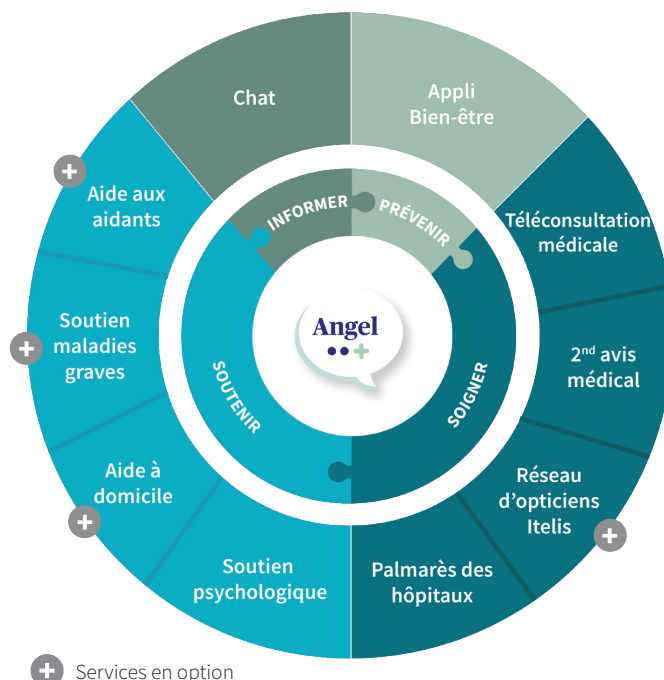 Chat
Appli
Bien-être
Aide aux
aidants
Téléconsultation
médicale
INFORMER
PRÉVENIR
Angel
Soutien
maladies
graves
2nd avis
médical
SOUTENIR
SOIGNER
Aide à
domicile
Réseau
d’opticiens
Itelis
Soutien
psychologique
Palmarès des
hôpitaux
+ Services en option